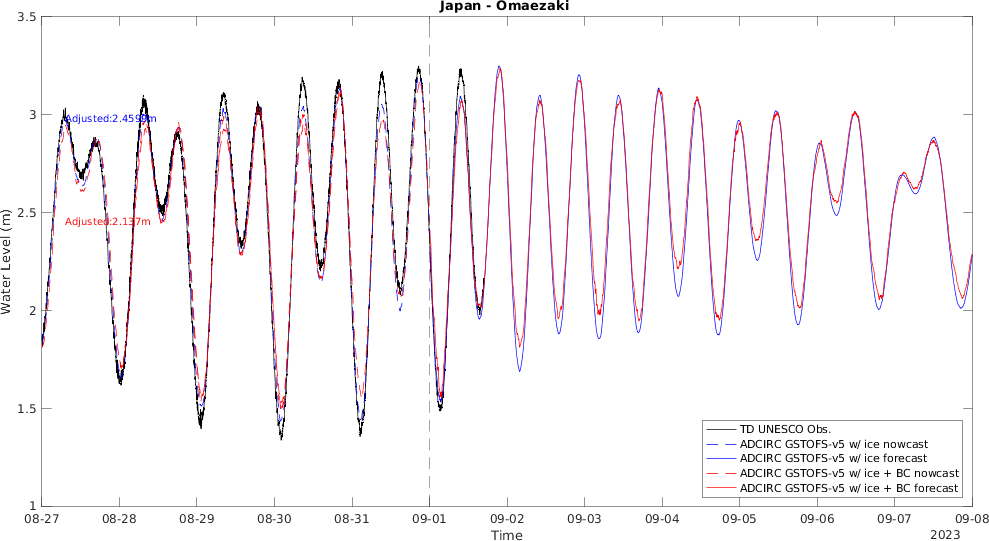 Japan - Omaezaki
3.5
3
2.5
2
1.5
1
Water Level (m)
Adjusted:2.4599m
Adjusted:2.137m
TD UNESCO Obs.
ADCIRC GSTOFS-v5 w/ ice nowcast
ADCIRC GSTOFS-v5 w/ ice forecast
ADCIRC GSTOFS-v5 w/ ice + BC nowcast
ADCIRC GSTOFS-v5 w/ ice + BC forecast
08-27 08-28 08-29 08-30 08-31 09-01 09-02 09-03 09-04 09-05 09-06 09-07 09-08
Time
2023